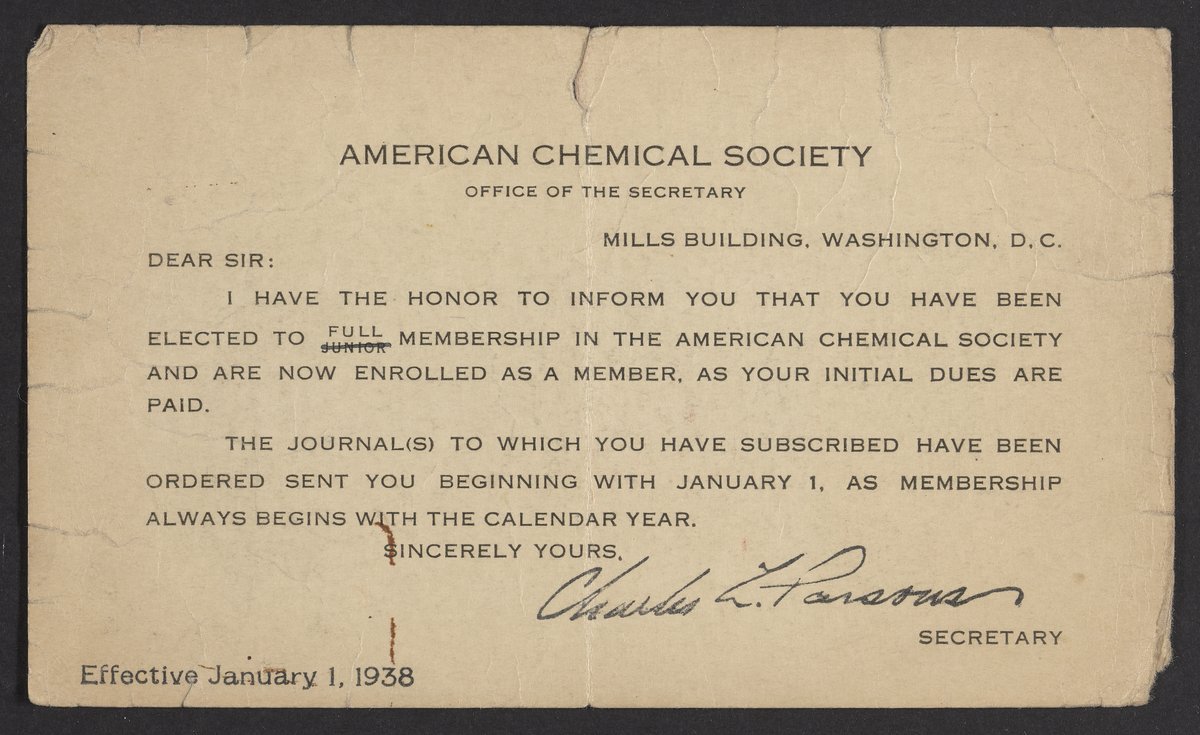 AMERICAN CHEMICAL SOCIETY
OFFICE OF THE SECRETARY
MILLS BUILDING, WASHINGTON, D. C.
DEAR SIR:
I HAVE THE HONOR TO INFORM YOU THAT YOU HAVE BEEN
ELECTED TO FULL JUNIOR MEMBERSHIP IN THE AMERICAN CHEMICAL SOCIETY
AND ARE NOW ENROLLED AS A MEMBER, AS YOUR INITIAL DUES ARE
PAID.
THE JOURNAL(S) TO WHICH YOU HAVE SUBSCRIBED HAVE BEEN
ORDERED SENT YOU BEGINNING WITH JANUARY 1, AS MEMBERSHIP
ALWAYS BEGINS WITH THE CALENDAR YEAR.
SINCERELY YOURS,
Charles L. Parsons
SECRETARY
Effective January 1, 1938